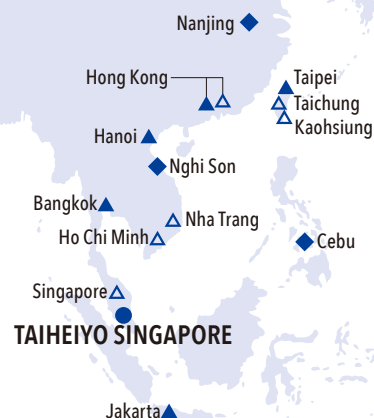 Nanjing
Hong Kong
Taipei
Taichung
Kaohsiung
Hanoi
Nghi Son
Bangkok
Nha Trang
Ho Chi Minh
Cebu
Singapore
TAIHEIYO SINGAPORE
Jakarta